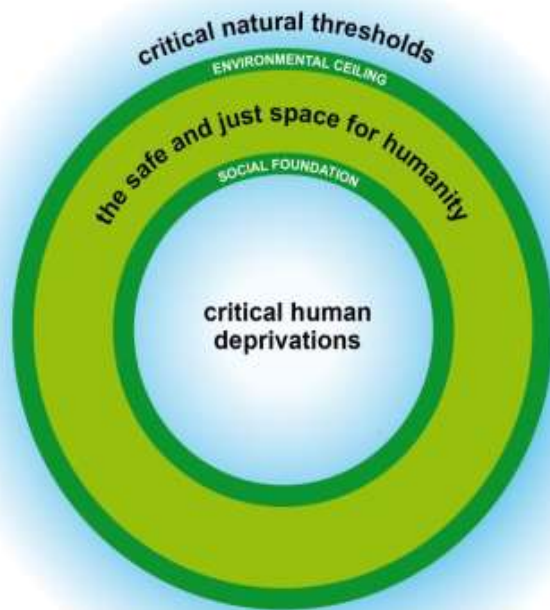 critical natural thresholds
ENVIRONMENTAL CEILING
the safe and just space for humanity
SOCIAL FOUNDATION
critical human
deprivations